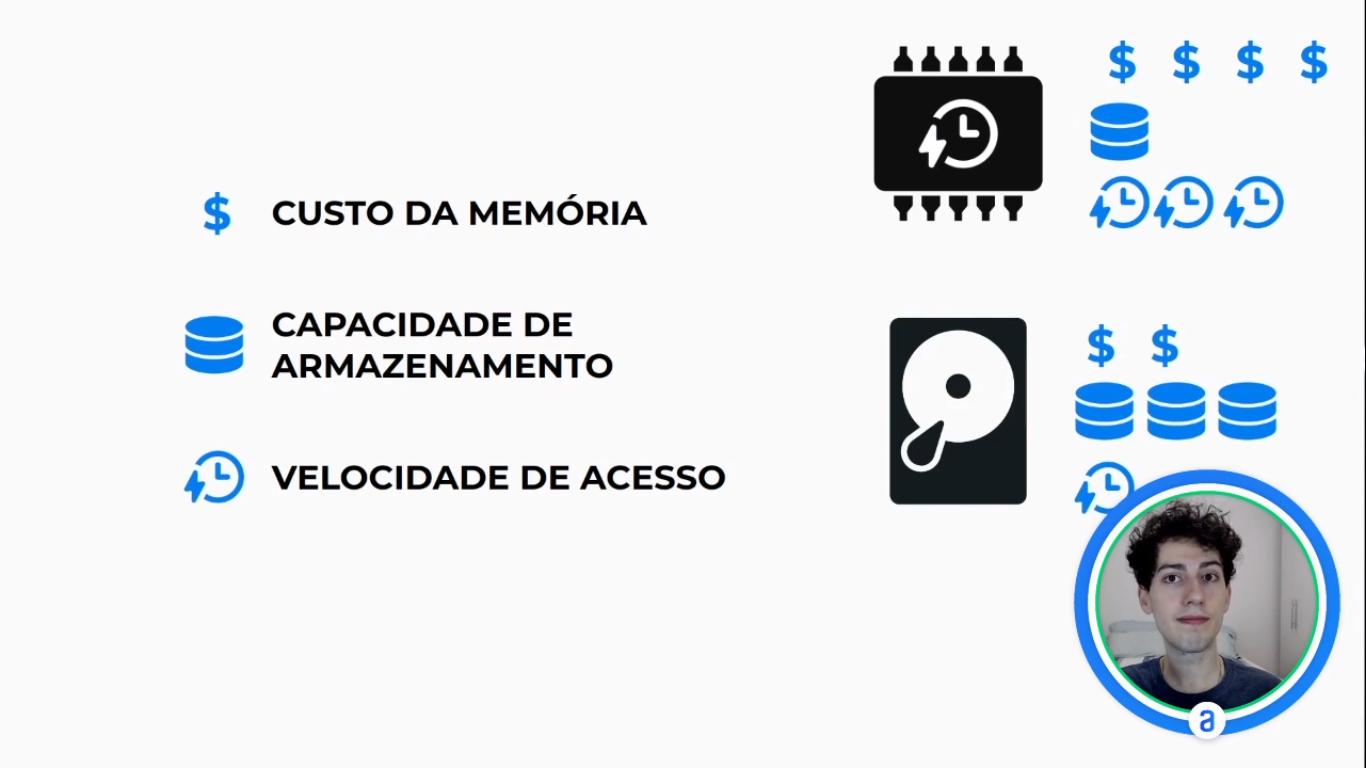 $ $ $ $
$ CUSTO DA MEMÓRIA
CAPACIDADE DE
ARMAZENAMENTO
$ $
VELOCIDADE DE ACESSO
a